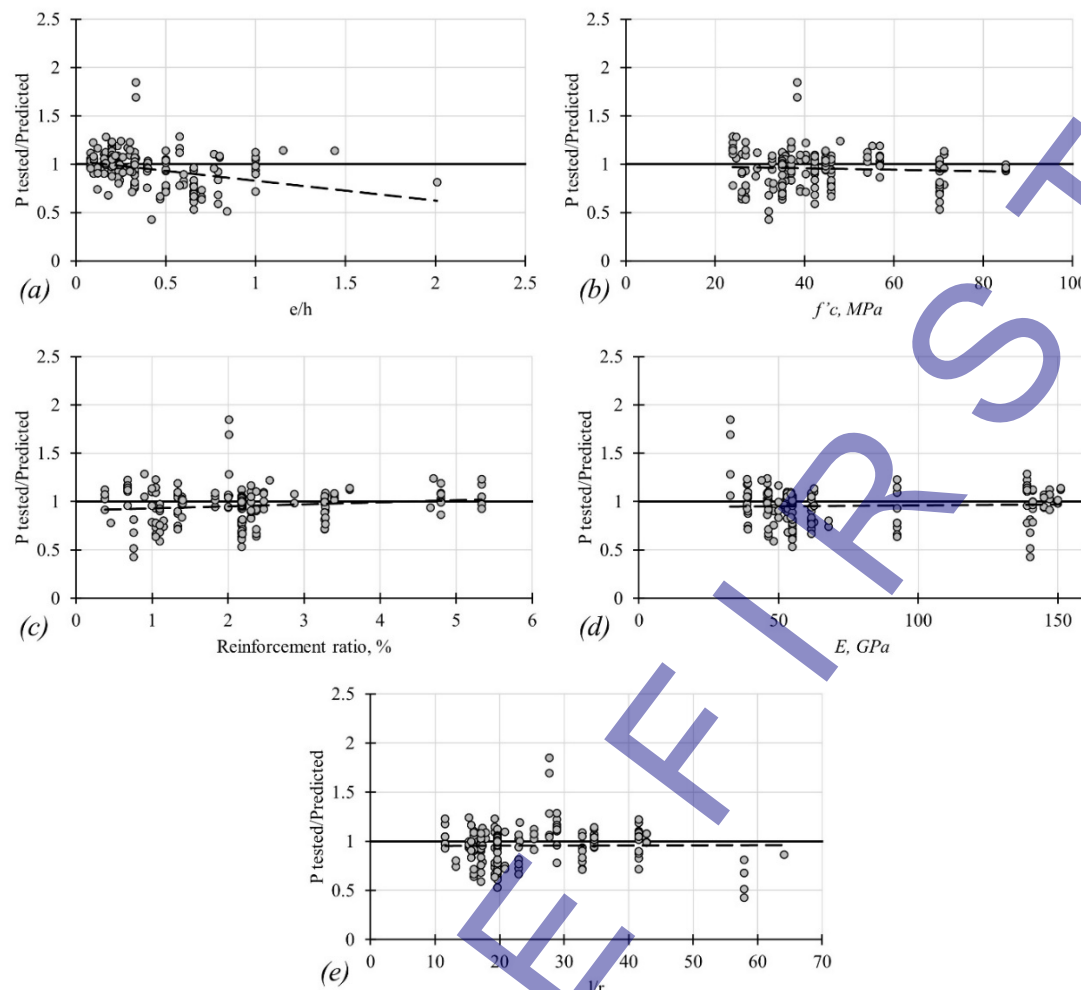 2.5
2
1.5
1
0.5
0
P tested/Predicted
0 0.5 1 1.5 2 2.5
(a)
e/h
2.5
2
1.5
1
0.5
0
P tested/Predicted
0 20 40 60 80 100
(b)
f'c, MPa
2.5
2
1.5
1
0.5
0
P tested/Predicted
0 1 2 3 4 5 6
(c)
Reinforcement ratio, %
2.5
2
1.5
1
0.5
0
P tested/Predicted
0 50 100 150
(d)
E, GPa
2.5
2
1.5
1
0.5
0
P tested/Predicted
0 10 20 30 40 50 60 70
(e)
l/r
E FIRST